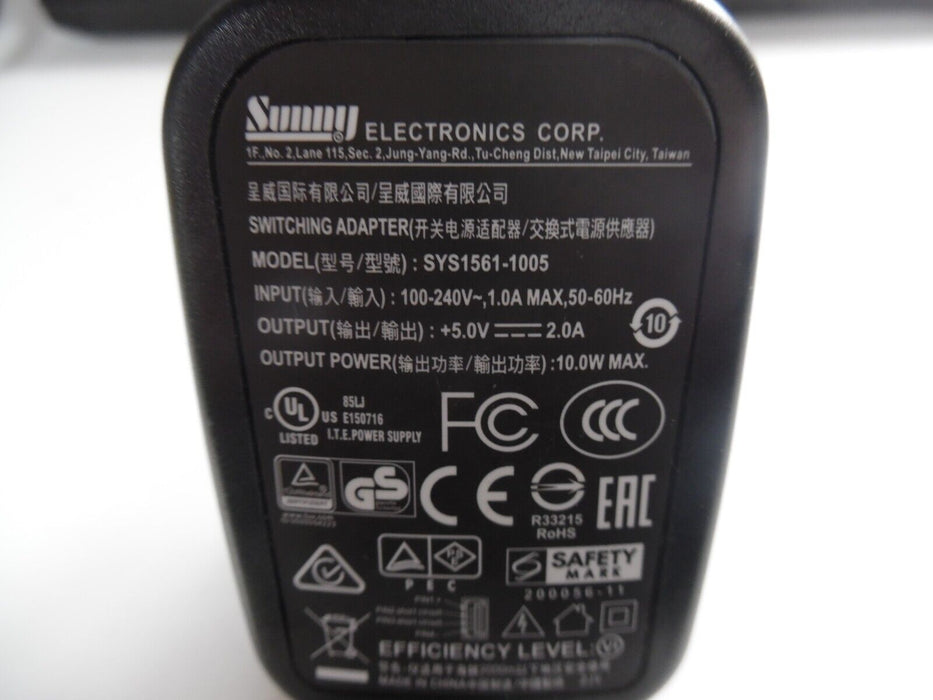 Sunny ® ELECTRONICS CORP.
1F.,No. 2,Lane 115,Sec. 2,Jung-Yang-Rd.,Tu-Cheng Dist,New Taipei City, Taiwan
呈威国际有限公司/呈威國際有限公司
SWITCHING ADAPTER(开关电源适配器/交換式電源供應器)
MODEL(型号/型號) : SYS1561-1005
INPUT(输入/輸入) : 100-240V~,1.0A MAX,50-60Hz
10
OUTPUT(输出/輸出) : +5.0V 2.0A
OUTPUT POWER(输出功率/輸出功率) :10.0W MAX.
C UL US LISTED
85LJ
E150716
I.T.E.POWER SUPPLY
FC
CCC
GS
CE
R33215
RoHS
EAC
PS
E
P E C
SAFETY
MARK
200056-11
EFFICIENCY LEVEL: VI
MADE IN CHINA